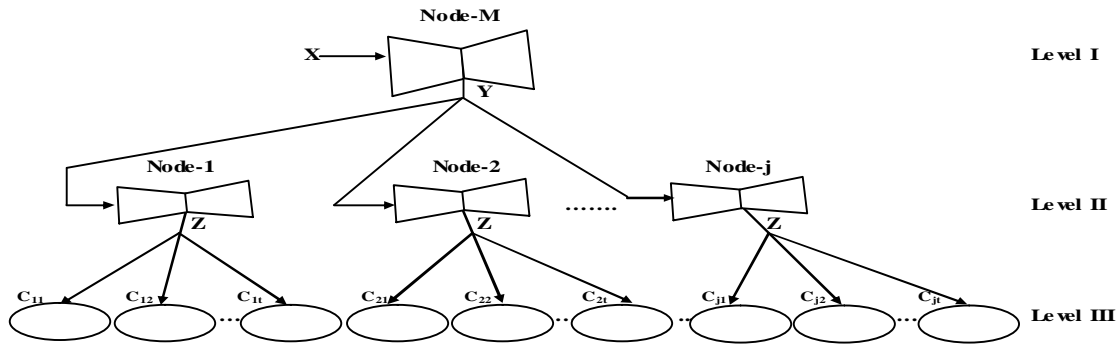 Node-M
X
Level I
Y
Node-1 Node-2 Node-j
....... Level II
Z Z Z
C11 C12 C1t C21 C22 C2t Cj1 Cj2 Cjt
... ... .. ... Level III